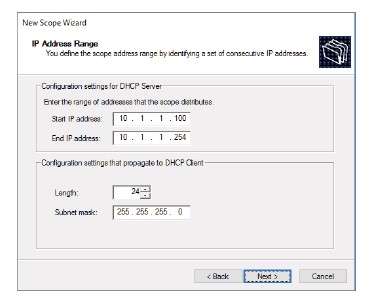 New Scope Wizard
IP Address Range
You define the scope address range by identifying a set of consecutive IP addresses.
Configuration settings for DHCP Server
Enter the range of addresses that the scope distributes.
Start IP address: 10 . 1 . 1 . 100
End IP address: 10 . 1 . 1 . 254
Configuration settings that propagate to DHCP Client
Length: 24
Subnet mask: 255 . 255 . 255 . 0
< Back Next > Cancel